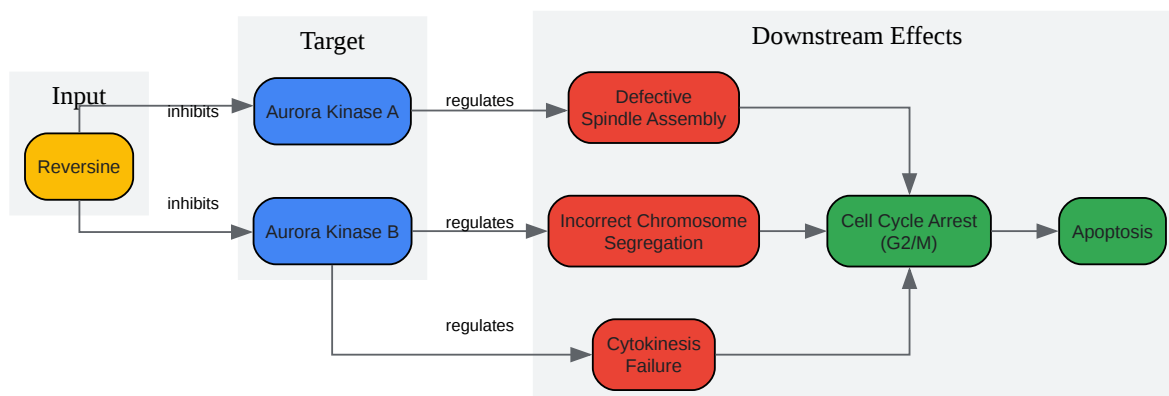 Input
Target
Downstream Effects
Reversine
inhibits
inhibits
Aurora Kinase A
Aurora Kinase B
regulates
regulates
regulates
Defective
Spindle Assembly
Incorrect Chromosome
Segregation
Cytokinesis
Failure
Cell Cycle Arrest
(G2/M)
Apoptosis